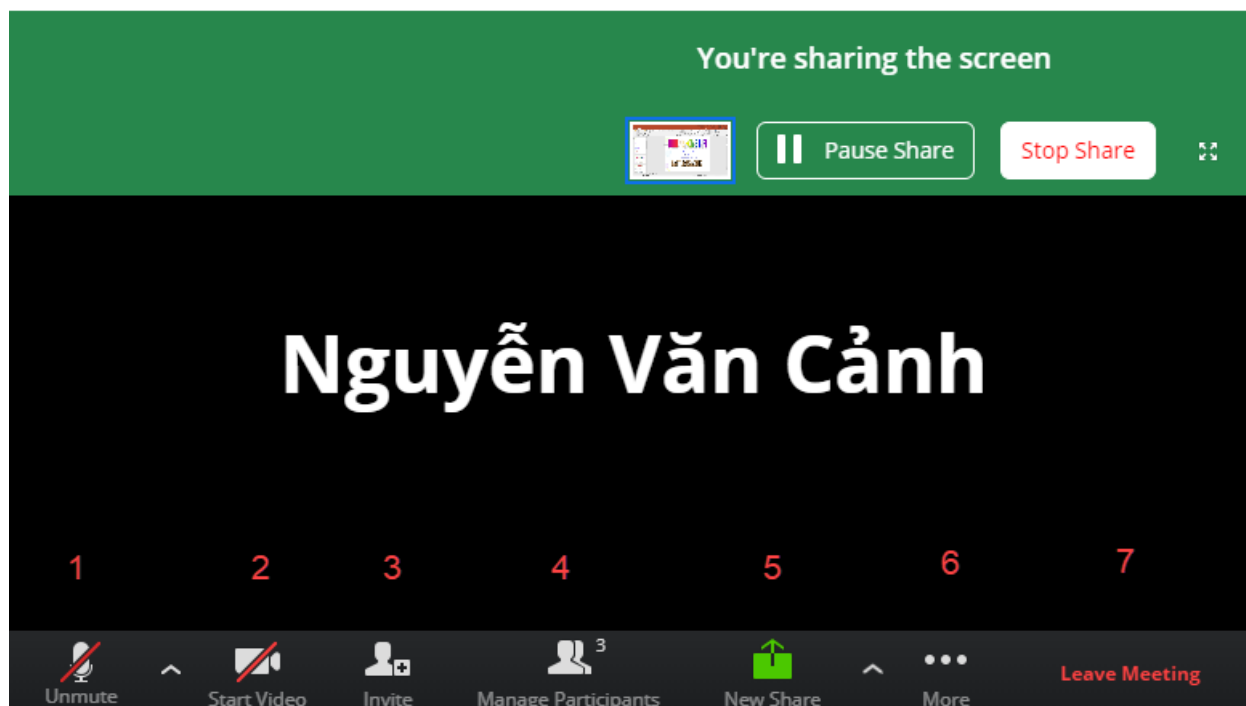 You're sharing the screen
Pause Share Stop Share
Nguyễn Văn Cảnh
1 2 3 4 5 6 7
3
Unmute Start Video Invite Manage Participants New Share More Leave Meeting